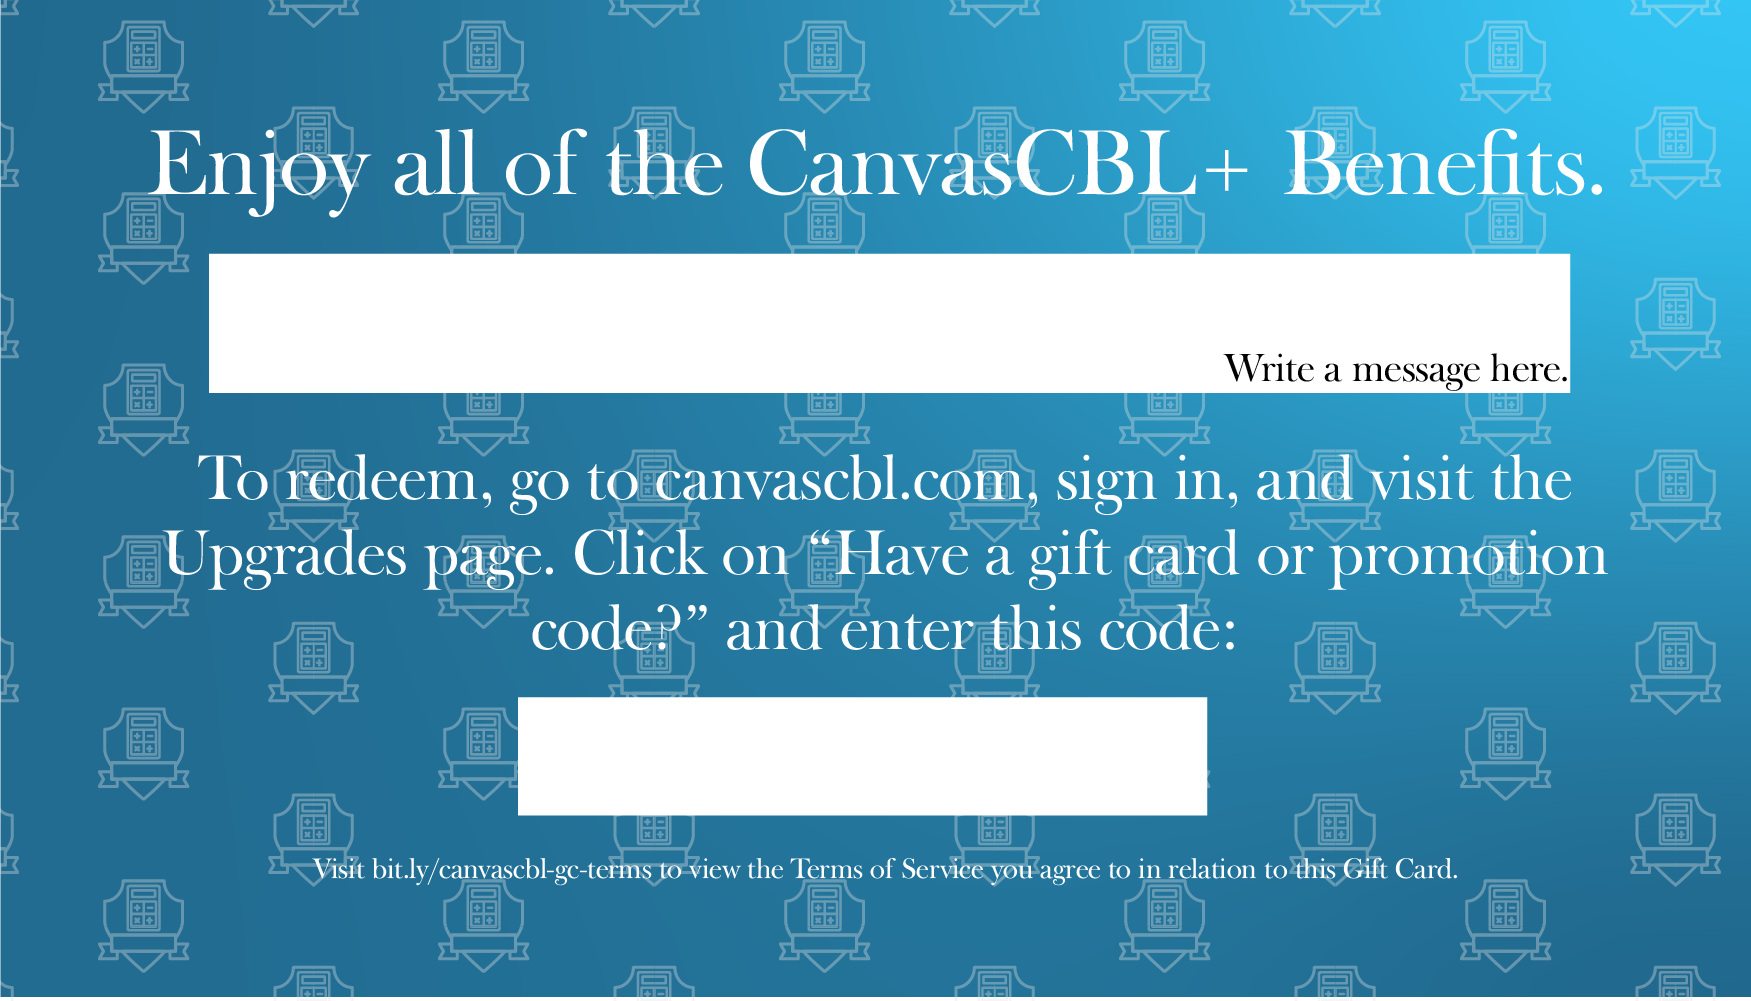 Enjoy all of the CanvasCBL+ Benefits.
Write a message here.
To redeem, go to canvascbl.com, sign in, and visit the
Upgrades page. Click on “Have a gift card or promotion
code?” and enter this code:
Visit bit.ly/canvascbl-gc-terms to view the Terms of Service you agree to in relation to this Gift Card.